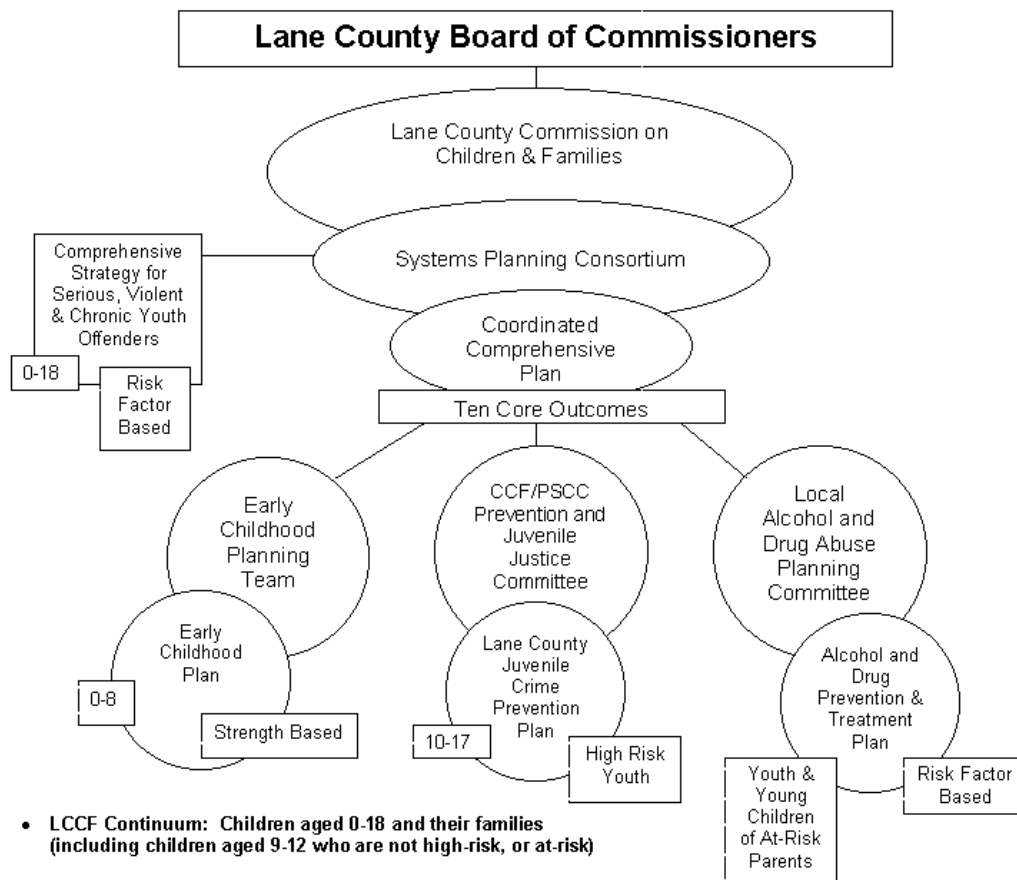 Lane County Board of Commissioners
Lane County Commission on
Children & Families
Systems Planning Consortium
Comprehensive
Strategy for
Serious, Violent
& Chronic Youth
Offenders
0-18
Risk
Factor
Based
Coordinated
Comprehensive
Plan
Ten Core Outcomes
Early
Childhood
Planning
Team
Early
Childhood
Plan
0-8
Strength Based
CCF/PSCC
Prevention and
Juvenile
Justice
Committee
Lane County
Juvenile
Crime
Prevention
Plan
10-17
High Risk
Youth
Local
Alcohol and
Drug Abuse
Planning
Committee
Alcohol and
Drug
Prevention &
Treatment
Plan
Youth &
Young
Children
of At-Risk
Parents
Risk Factor
Based
• LCCF Continuum: Children aged 0-18 and their families
(including children aged 9-12 who are not high-risk, or at-risk)